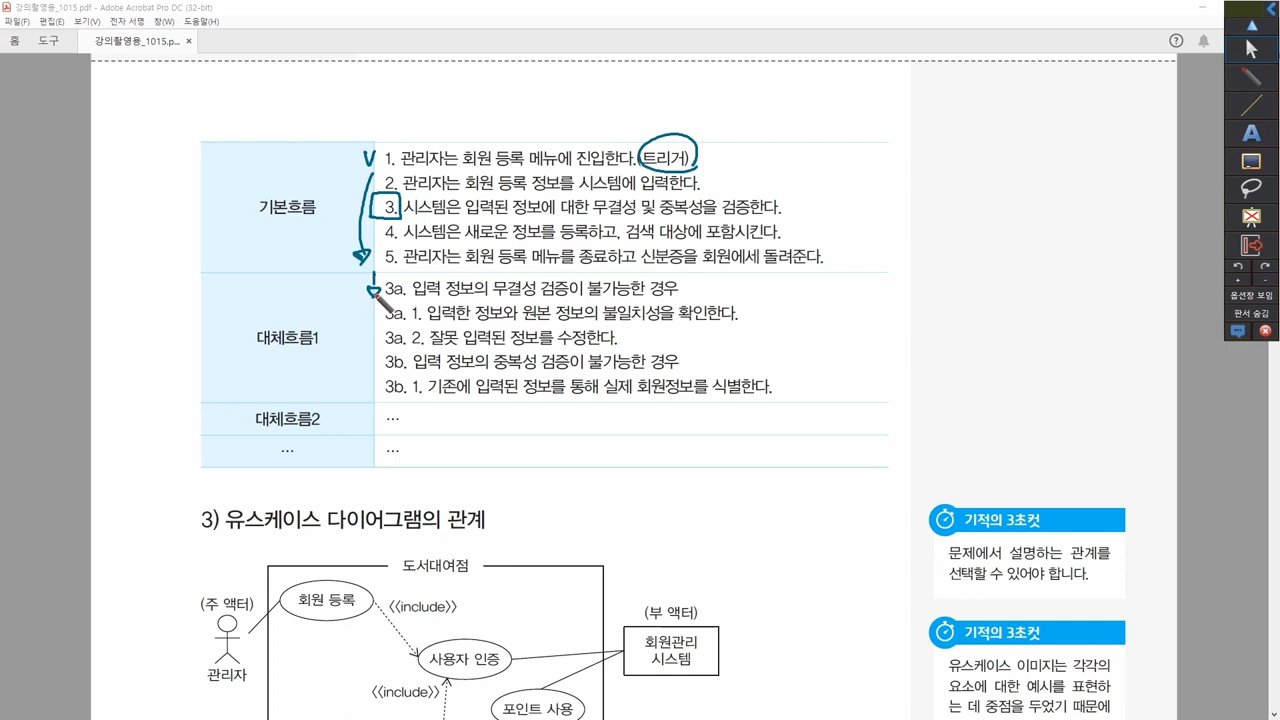 강의촬영용_1015.pdf - Adobe Acrobat Pro DC (32-bit)
파일(F) 편집(E) 보기(V) 전자 서명 창(W) 도움말(H)
홈 도구 강의촬영용_1015.p... ×
기본흐름
1. 관리자는 회원 등록 메뉴에 진입한다.(트리거)
2. 관리자는 회원 등록 정보를 시스템에 입력한다.
3. 시스템은 입력된 정보에 대한 무결성 및 중복성을 검증한다.
4. 시스템은 새로운 정보를 등록하고, 검색 대상에 포함시킨다.
5. 관리자는 회원 등록 메뉴를 종료하고 신분증을 회원에게 돌려준다.
대체흐름1
3a. 입력 정보의 무결성 검증이 불가능한 경우
3a. 1. 입력한 정보와 원본 정보의 불일치성을 확인한다.
3a. 2. 잘못 입력된 정보를 수정한다.
3b. 입력 정보의 중복성 검증이 불가능한 경우
3b. 1. 기존에 입력된 정보를 통해 실제 회원정보를 식별한다.
대체흐름2 …
… …
3) 유스케이스 다이어그램의 관계
도서대여점
(주 액터)
관리자
회원 등록
<<include>>
사용자 인증
<<include>>
포인트 사용
(부 액터)
회원관리
시스템
기적의 3초컷
문제에서 설명하는 관계를
선택할 수 있어야 합니다.
기적의 3초컷
유스케이스 이미지는 각각의
요소에 대한 예시를 표현하
는 데 중점을 두었기 때문에
A
옵션장 보임
판서 숨김